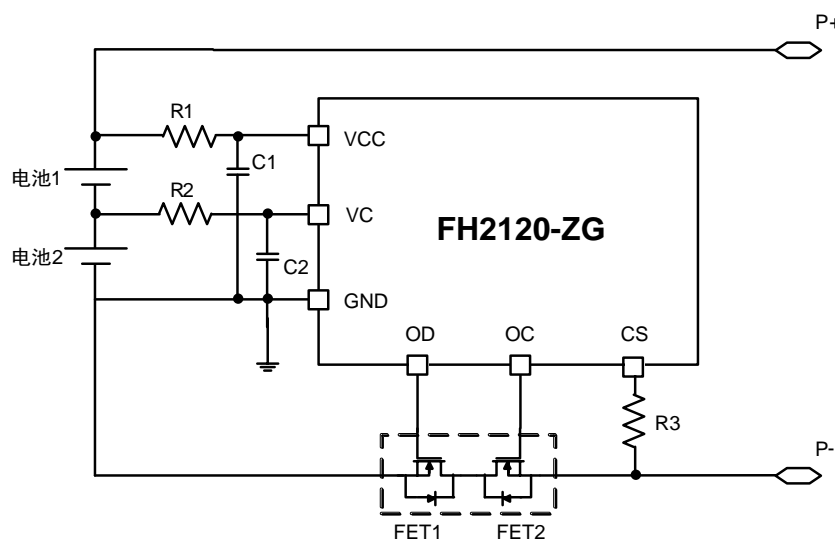 P+
R1
VCC
C1
电池1
R2
VC
FH2120-ZG
电池2
C2
GND
OD
OC
CS
R3
P-
FET1
FET2